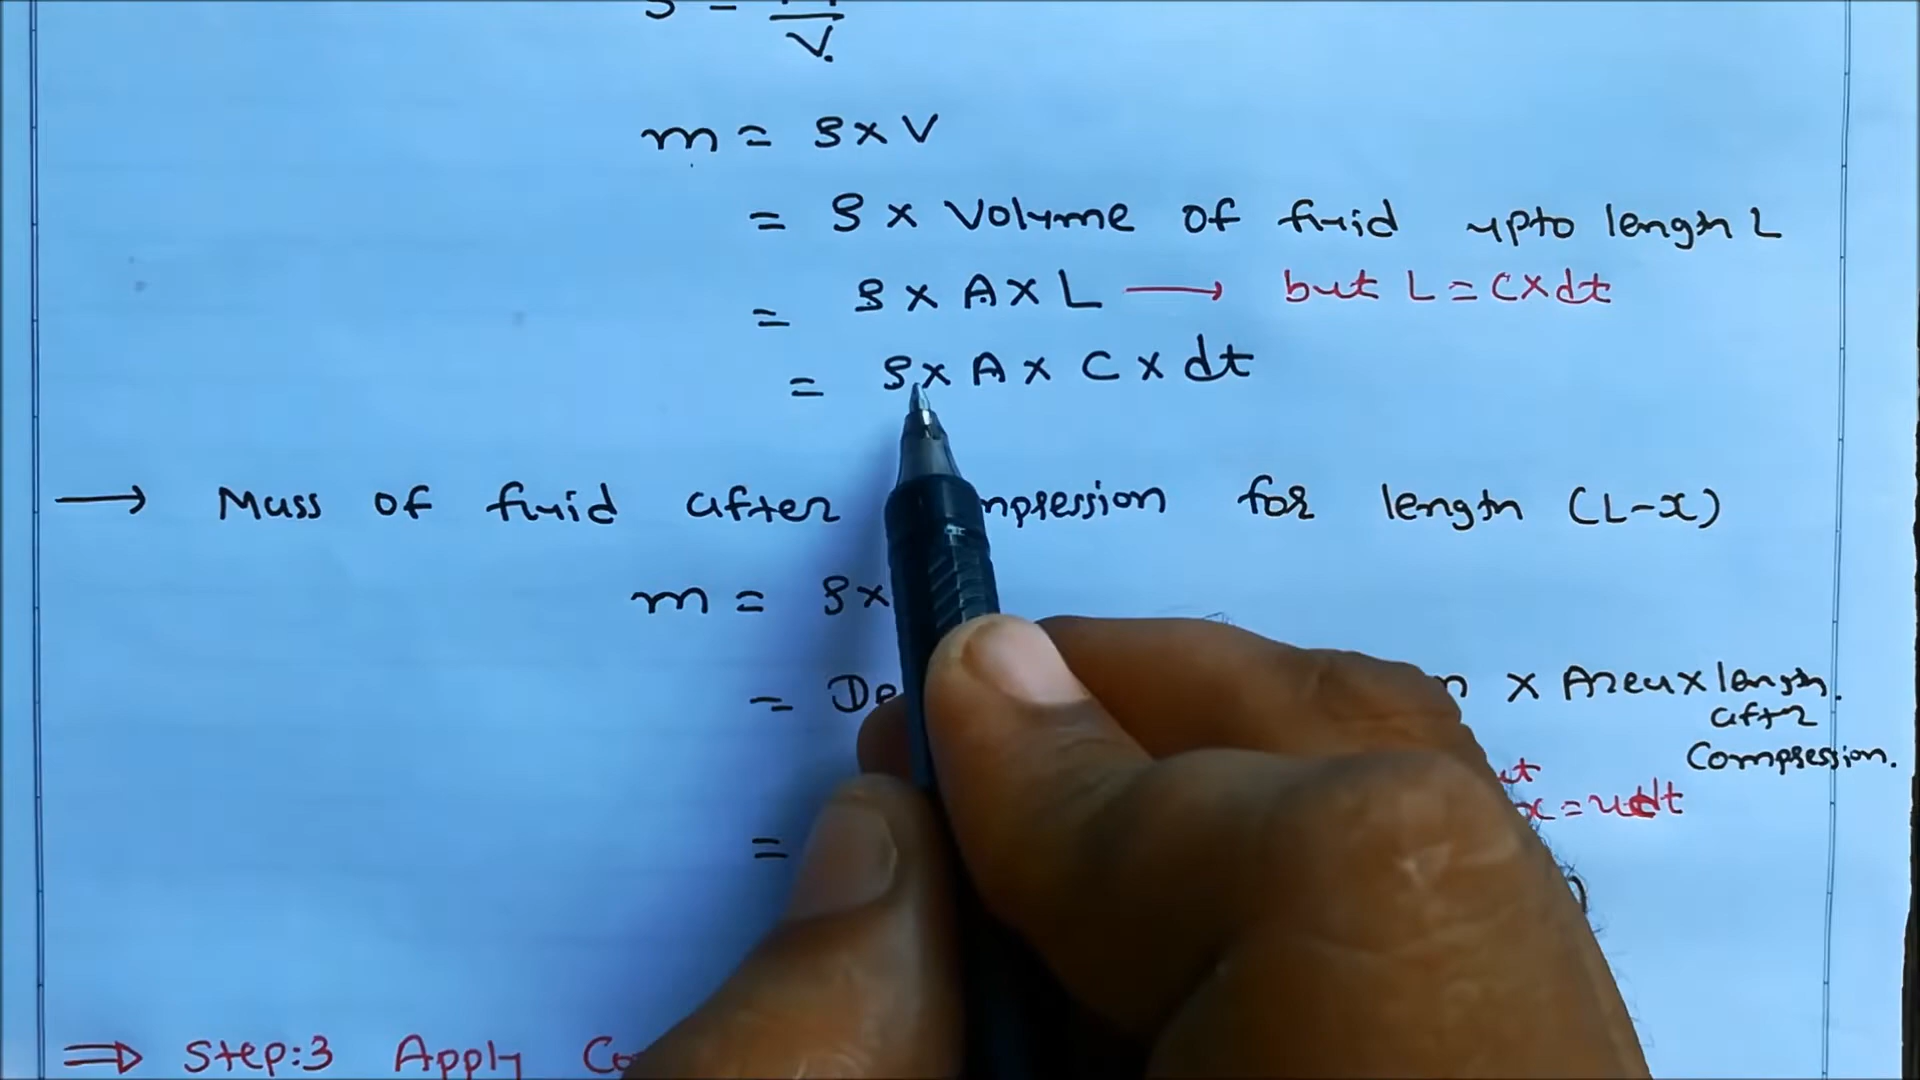 V.
m = ρ × V
= ρ × Volume of fluid upto length L
= ρ × A × L ⟶ but L = C × dt
= ρ × A × C × dt
⟶ Mass of fluid after compression for length (L-x)
m = ρ ×
= × Area × length.
after
Compression.
x = udt
=
⇒ Step:3 Apply